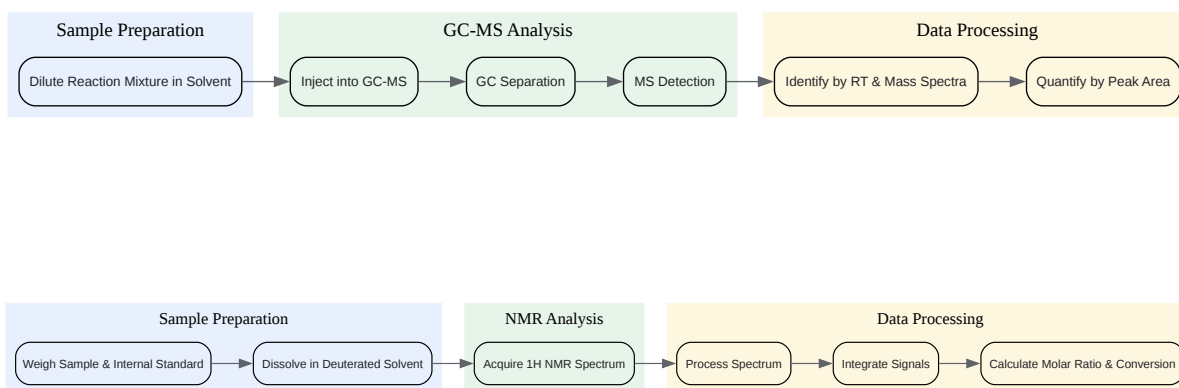 Sample Preparation
GC-MS Analysis
Data Processing
Dilute Reaction Mixture in Solvent
Inject into GC-MS
GC Separation
MS Detection
Identify by RT & Mass Spectra
Quantify by Peak Area
Sample Preparation
NMR Analysis
Data Processing
Weigh Sample & Internal Standard
Dissolve in Deuterated Solvent
Acquire 1H NMR Spectrum
Process Spectrum
Integrate Signals
Calculate Molar Ratio & Conversion